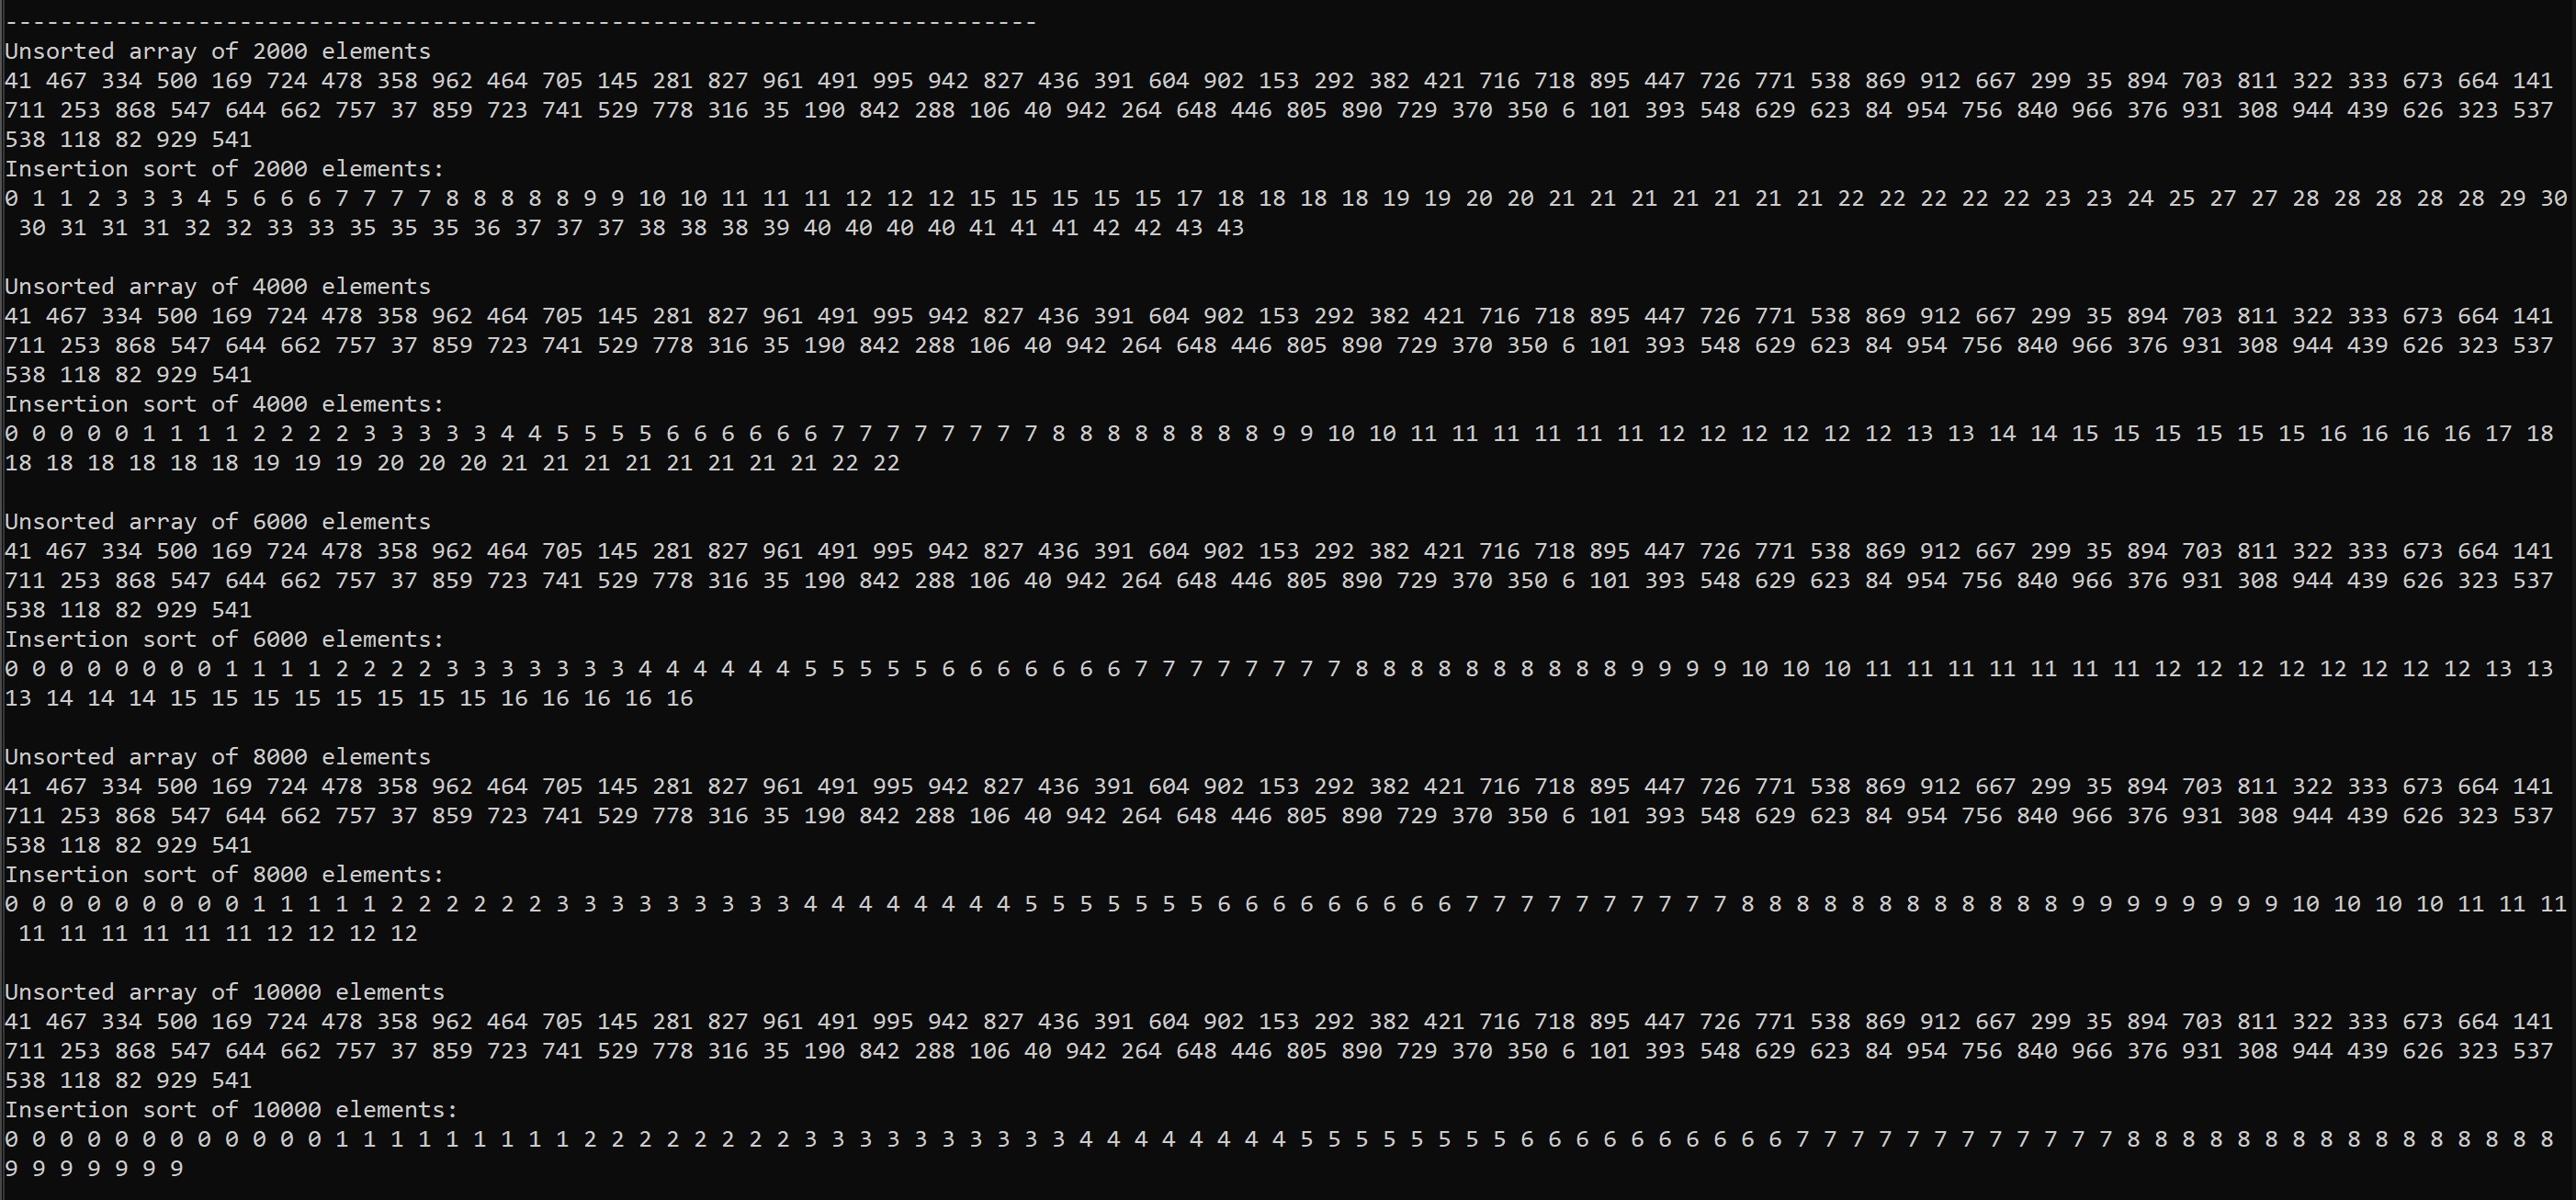 ---------------------------------------------------------------------------
Unsorted array of 2000 elements
41 467 334 500 169 724 478 358 962 464 705 145 281 827 961 491 995 942 827 436 391 604 902 153 292 382 421 716 718 895 447 726 771 538 869 912 667 299 35 894 703 811 322 333 673 664 141
711 253 868 547 644 662 757 37 859 723 741 529 778 316 35 190 842 288 106 40 942 264 648 446 805 890 729 370 350 6 101 393 548 629 623 84 954 756 840 966 376 931 308 944 439 626 323 537
538 118 82 929 541
Insertion sort of 2000 elements:
0 1 1 2 3 3 3 4 5 6 6 6 7 7 7 7 8 8 8 8 8 9 9 10 10 11 11 11 12 12 12 15 15 15 15 15 17 18 18 18 18 19 19 20 20 21 21 21 21 21 21 21 22 22 22 22 22 23 23 24 25 27 27 28 28 28 28 28 29 30
30 31 31 31 32 32 33 33 35 35 35 36 37 37 37 38 38 38 39 40 40 40 40 41 41 41 42 42 43 43
Unsorted array of 4000 elements
41 467 334 500 169 724 478 358 962 464 705 145 281 827 961 491 995 942 827 436 391 604 902 153 292 382 421 716 718 895 447 726 771 538 869 912 667 299 35 894 703 811 322 333 673 664 141
711 253 868 547 644 662 757 37 859 723 741 529 778 316 35 190 842 288 106 40 942 264 648 446 805 890 729 370 350 6 101 393 548 629 623 84 954 756 840 966 376 931 308 944 439 626 323 537
538 118 82 929 541
Insertion sort of 4000 elements:
0 0 0 0 0 1 1 1 1 2 2 2 2 3 3 3 3 3 4 4 5 5 5 5 6 6 6 6 6 6 7 7 7 7 7 7 7 7 8 8 8 8 8 8 8 8 9 9 10 10 11 11 11 11 11 11 12 12 12 12 12 12 13 13 14 14 15 15 15 15 15 15 16 16 16 16 17 18
18 18 18 18 18 18 19 19 19 20 20 20 21 21 21 21 21 21 21 21 22 22
Unsorted array of 6000 elements
41 467 334 500 169 724 478 358 962 464 705 145 281 827 961 491 995 942 827 436 391 604 902 153 292 382 421 716 718 895 447 726 771 538 869 912 667 299 35 894 703 811 322 333 673 664 141
711 253 868 547 644 662 757 37 859 723 741 529 778 316 35 190 842 288 106 40 942 264 648 446 805 890 729 370 350 6 101 393 548 629 623 84 954 756 840 966 376 931 308 944 439 626 323 537
538 118 82 929 541
Insertion sort of 6000 elements:
0 0 0 0 0 0 0 0 1 1 1 1 2 2 2 2 3 3 3 3 3 3 3 4 4 4 4 4 4 5 5 5 5 5 6 6 6 6 6 6 6 7 7 7 7 7 7 7 7 8 8 8 8 8 8 8 8 8 8 9 9 9 9 10 10 10 11 11 11 11 11 11 11 12 12 12 12 12 12 12 12 13 13
13 14 14 14 15 15 15 15 15 15 15 15 16 16 16 16 16
Unsorted array of 8000 elements
41 467 334 500 169 724 478 358 962 464 705 145 281 827 961 491 995 942 827 436 391 604 902 153 292 382 421 716 718 895 447 726 771 538 869 912 667 299 35 894 703 811 322 333 673 664 141
711 253 868 547 644 662 757 37 859 723 741 529 778 316 35 190 842 288 106 40 942 264 648 446 805 890 729 370 350 6 101 393 548 629 623 84 954 756 840 966 376 931 308 944 439 626 323 537
538 118 82 929 541
Insertion sort of 8000 elements:
0 0 0 0 0 0 0 0 0 1 1 1 1 1 2 2 2 2 2 2 3 3 3 3 3 3 3 3 3 4 4 4 4 4 4 4 4 5 5 5 5 5 5 5 6 6 6 6 6 6 6 6 6 7 7 7 7 7 7 7 7 7 7 8 8 8 8 8 8 8 8 8 8 8 8 9 9 9 9 9 9 9 9 10 10 10 10 11 11 11
11 11 11 11 11 11 12 12 12 12
Unsorted array of 10000 elements
41 467 334 500 169 724 478 358 962 464 705 145 281 827 961 491 995 942 827 436 391 604 902 153 292 382 421 716 718 895 447 726 771 538 869 912 667 299 35 894 703 811 322 333 673 664 141
711 253 868 547 644 662 757 37 859 723 741 529 778 316 35 190 842 288 106 40 942 264 648 446 805 890 729 370 350 6 101 393 548 629 623 84 954 756 840 966 376 931 308 944 439 626 323 537
538 118 82 929 541
Insertion sort of 10000 elements:
0 0 0 0 0 0 0 0 0 0 0 0 1 1 1 1 1 1 1 1 1 2 2 2 2 2 2 2 2 3 3 3 3 3 3 3 3 3 3 4 4 4 4 4 4 4 4 5 5 5 5 5 5 5 5 6 6 6 6 6 6 6 6 6 6 7 7 7 7 7 7 7 7 7 7 7 7 8 8 8 8 8 8 8 8 8 8 8 8 8 8 8 8
9 9 9 9 9 9 9